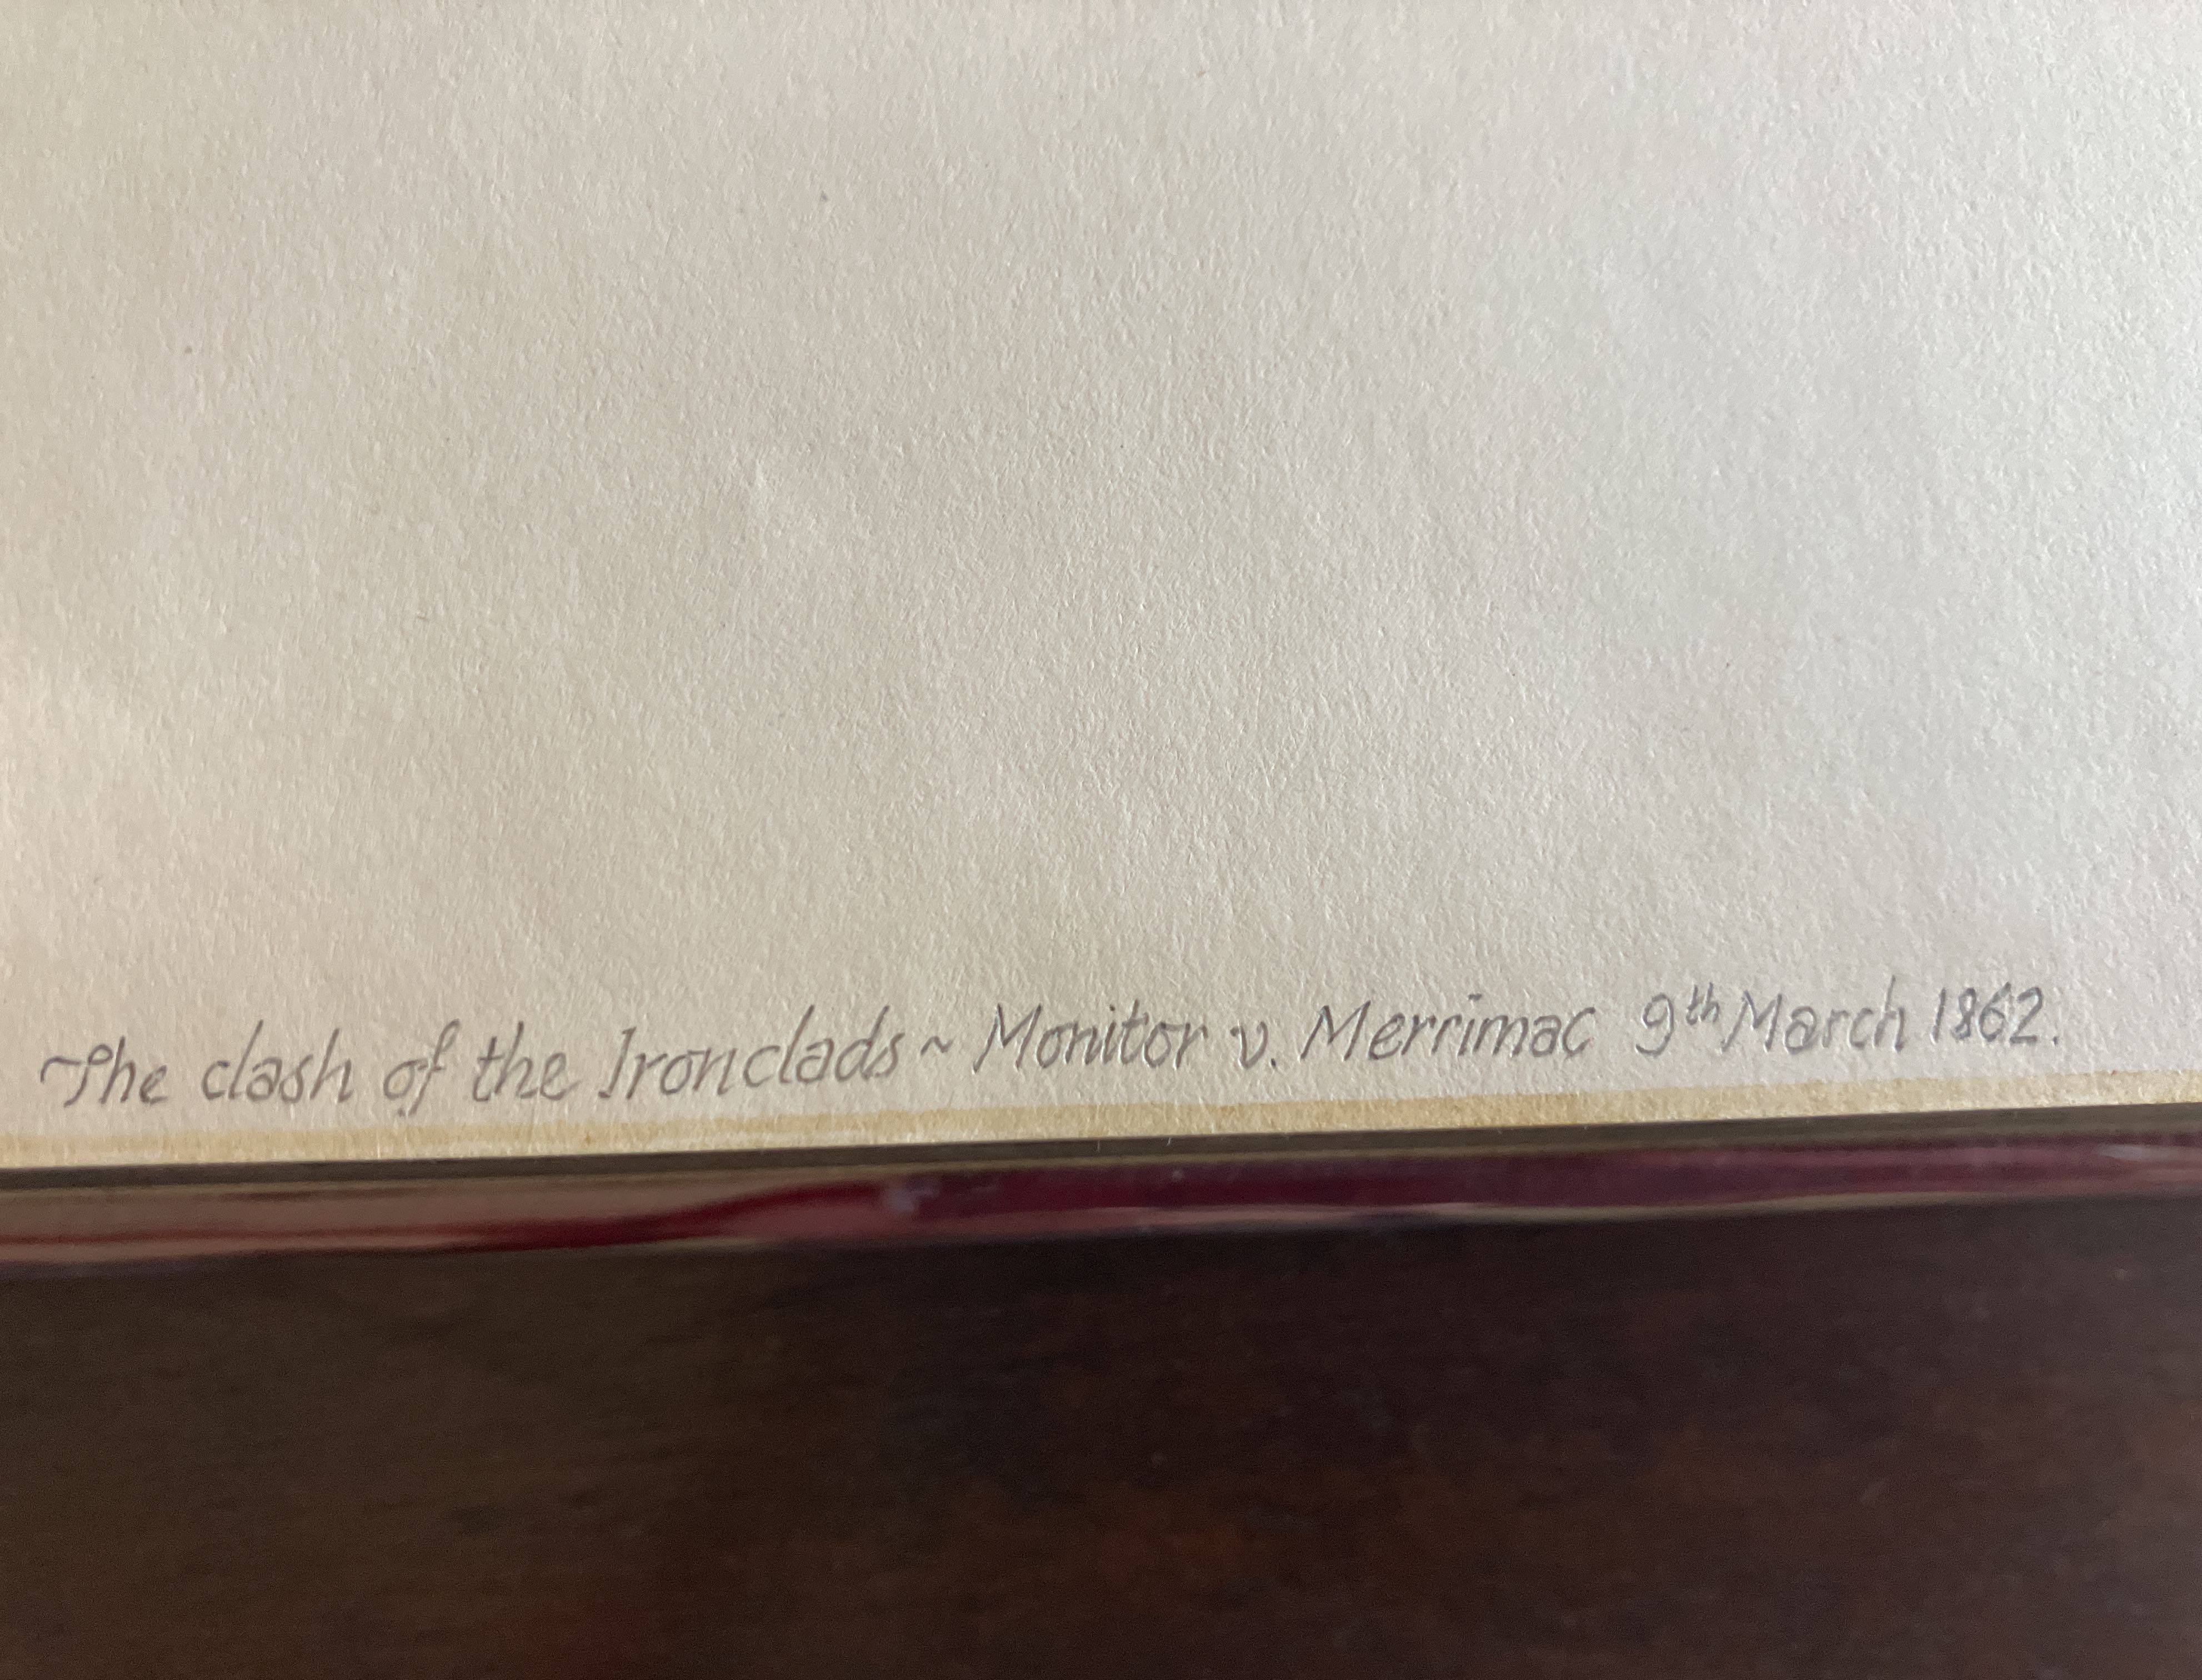 The clash of the Ironclads ~ Monitor v. Merrimac 9th March 1862.